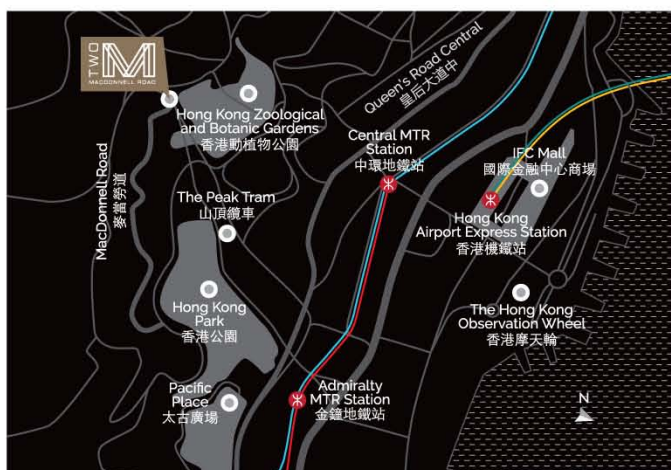 TWO
M
MACDONNELL ROAD
Hong Kong Zoological
and Botanic Gardens
香港動植物公園
Queen's Road Central
皇后大道中
Central MTR
Station
中環地鐵站
IFC Mall
國際金融中心商場
MacDonnell Road
麥當勞道
The Peak Tram
山頂纜車
Hong Kong
Airport Express Station
香港機鐵站
Hong Kong
Park
香港公園
The Hong Kong
Observation Wheel
香港摩天輪
Pacific
Place
太古廣場
Admiralty
MTR Station
金鐘地鐵站
N